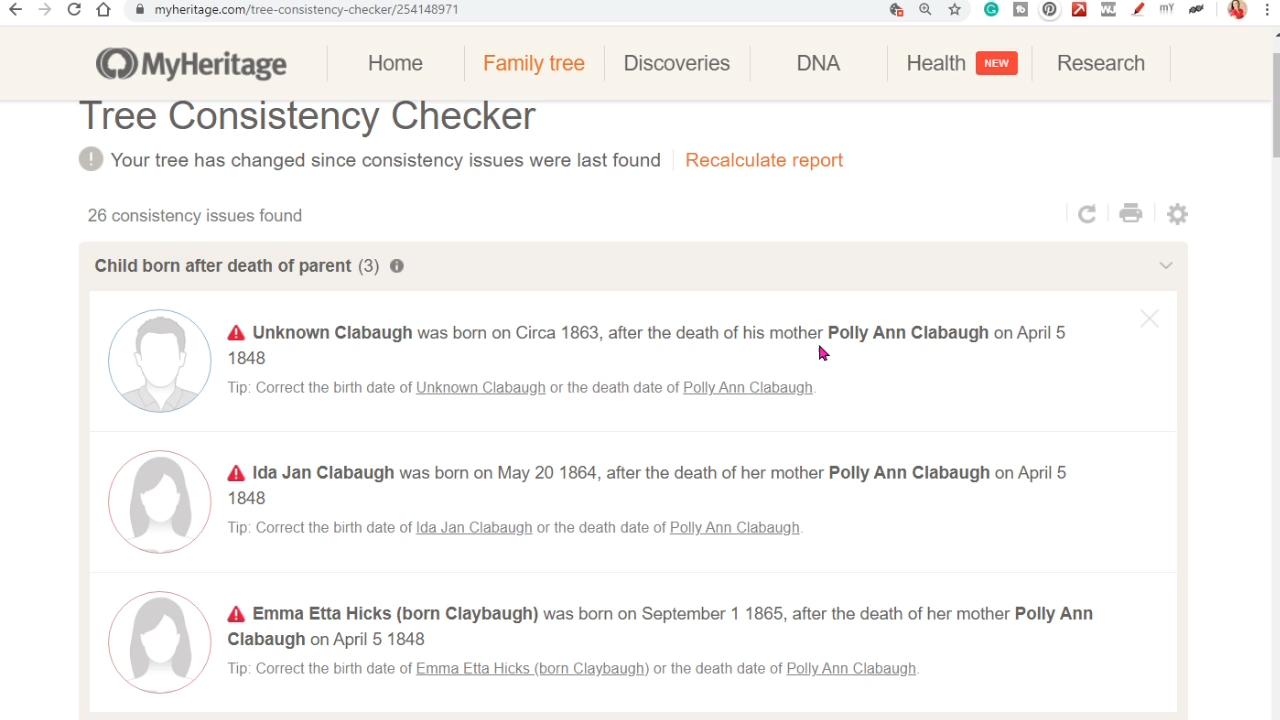 myheritage.com/tree-consistency-checker/254148971
MyHeritage
Home
Family tree
Discoveries
DNA
Health NEW
Research
Tree Consistency Checker
Your tree has changed since consistency issues were last found
Recalculate report
26 consistency issues found
Child born after death of parent (3)
Unknown Clabaugh was born on Circa 1863, after the death of his mother Polly Ann Clabaugh on April 5
1848
Tip: Correct the birth date of Unknown Clabaugh or the death date of Polly Ann Clabaugh.
Ida Jan Clabaugh was born on May 20 1864, after the death of her mother Polly Ann Clabaugh on April 5
1848
Tip: Correct the birth date of Ida Jan Clabaugh or the death date of Polly Ann Clabaugh.
Emma Etta Hicks (born Claybaugh) was born on September 1 1865, after the death of her mother Polly Ann
Clabaugh on April 5 1848
Tip: Correct the birth date of Emma Etta Hicks (born Claybaugh) or the death date of Polly Ann Clabaugh.